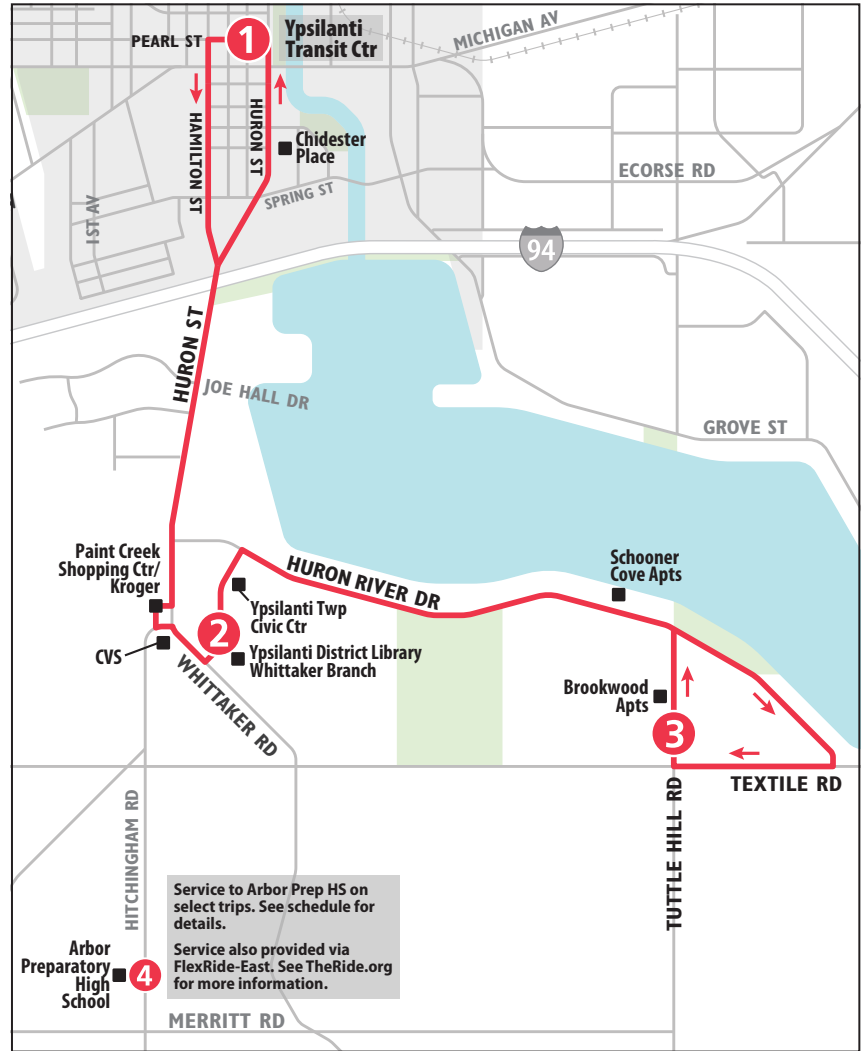 PEARL ST
1
Ypsilanti
Transit Ctr
MICHIGAN AV
HAMILTON ST
HURON ST
Chidester
Place
ECORSE RD
SPRING ST
1ST AV
94
HURON ST
JOE HALL DR
GROVE ST
Paint Creek
Shopping Ctr/
Kroger
HURON RIVER DR
Schooner
Cove Apts
Ypsilanti Twp
Civic Ctr
2
CVS
Ypsilanti District Library
Whittaker Branch
WHITTAKER RD
Brookwood
Apts
3
TEXTILE RD
TUTTLE HILL RD
HITCHINGHAM RD
Service to Arbor Prep HS on
select trips. See schedule for
details.
Service also provided via
FlexRide-East. See TheRide.org
for more information.
Arbor
Preparatory
High
School
4
MERRITT RD